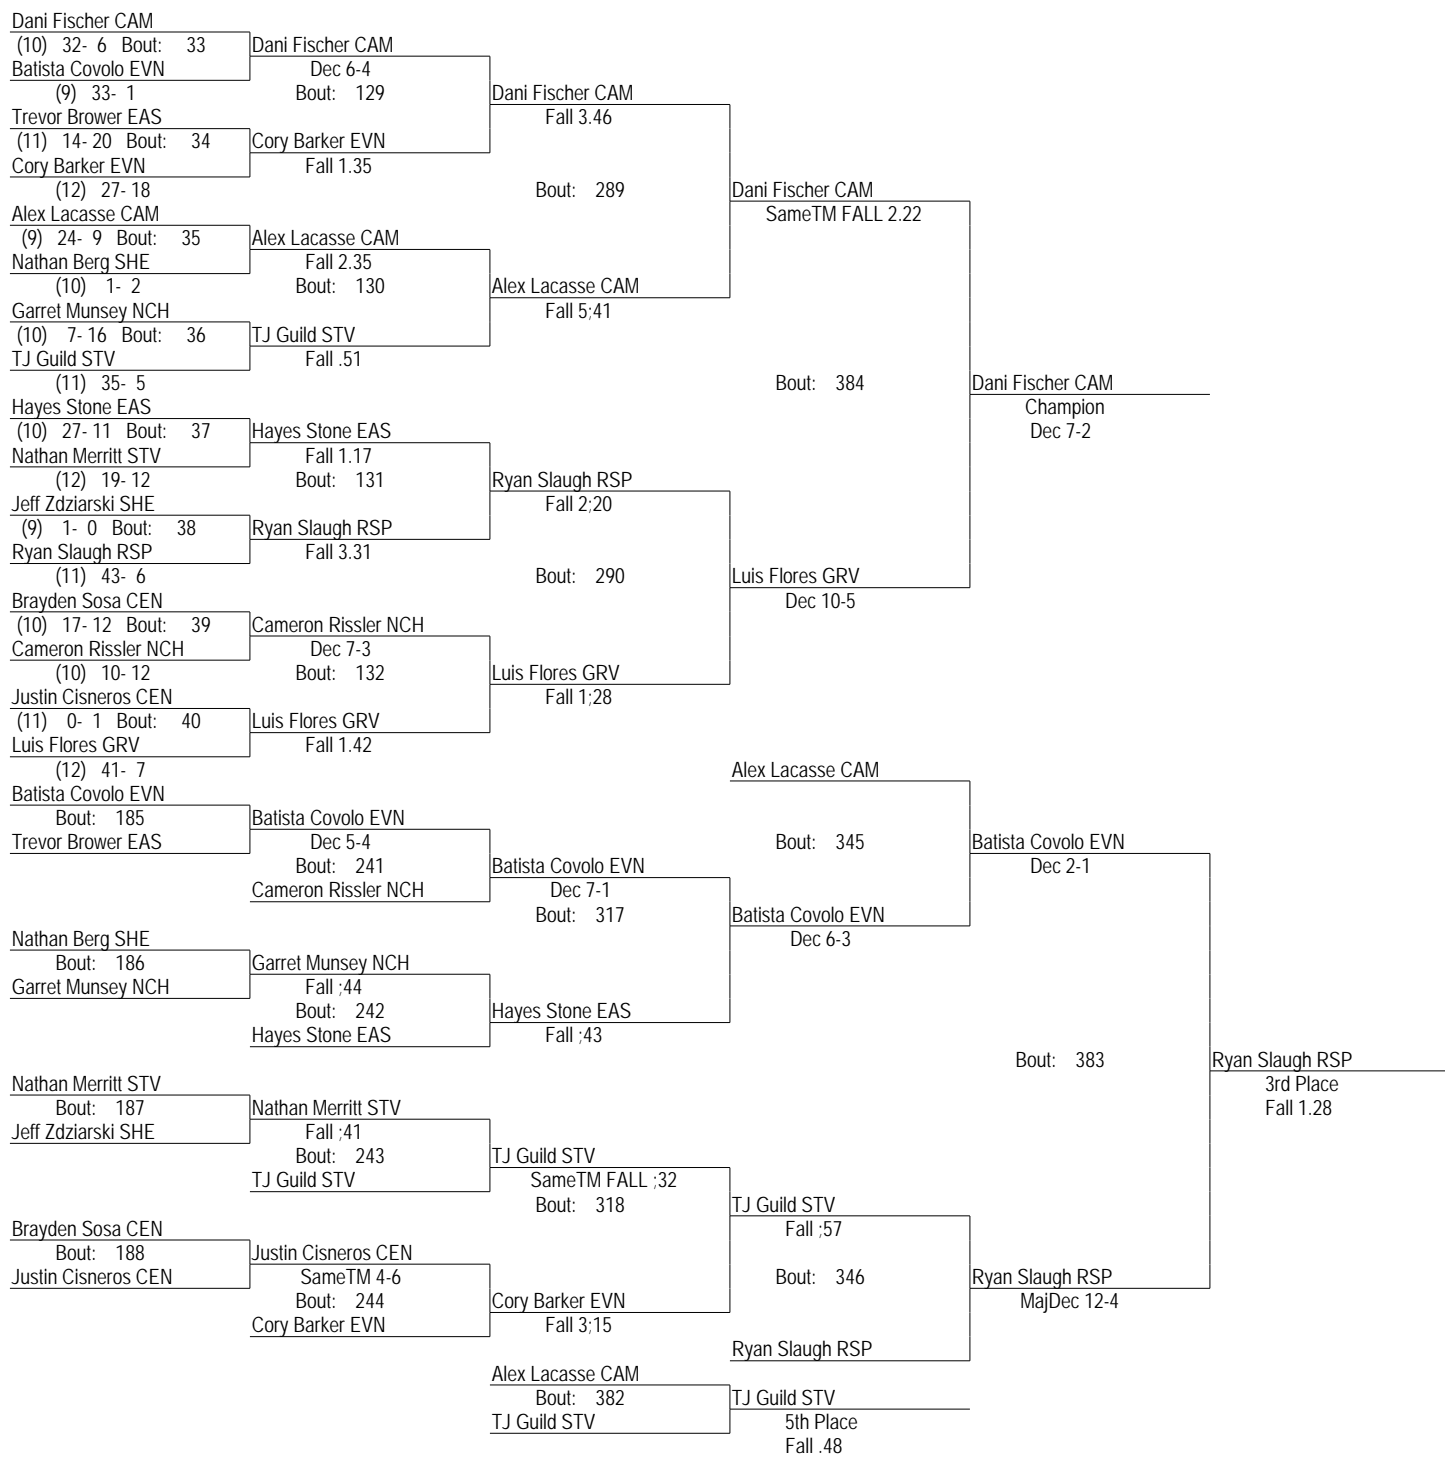 Dani Fischer CAM
(10) 32- 6 Bout: 33 Dani Fischer CAM
Batista Covolo EVN Dec 6-4
(9) 33- 1 Bout: 129 Dani Fischer CAM
Trevor Brower EAS Fall 3.46
(11) 14- 20 Bout: 34 Cory Barker EVN
Cory Barker EVN Fall 1.35
(12) 27- 18 Bout: 289 Dani Fischer CAM
Alex Lacasse CAM SameTM FALL 2.22
(9) 24- 9 Bout: 35 Alex Lacasse CAM
Nathan Berg SHE Fall 2.35
(10) 1- 2 Bout: 130 Alex Lacasse CAM
Garret Munsey NCH Fall 5;41
(10) 7- 16 Bout: 36 TJ Guild STV
TJ Guild STV Fall .51
(11) 35- 5 Bout: 384 Dani Fischer CAM
Hayes Stone EAS Champion
(10) 27- 11 Bout: 37 Hayes Stone EAS Dec 7-2
Nathan Merritt STV Fall 1.17
(12) 19- 12 Bout: 131 Ryan Slaugh RSP
Jeff Zdziarski SHE Fall 2;20
(9) 1- 0 Bout: 38 Ryan Slaugh RSP
Ryan Slaugh RSP Fall 3.31
(11) 43- 6 Bout: 290 Luis Flores GRV
Brayden Sosa CEN Dec 10-5
(10) 17- 12 Bout: 39 Cameron Rissler NCH
Cameron Rissler NCH Dec 7-3
(10) 10- 12 Bout: 132 Luis Flores GRV
Justin Cisneros CEN Fall 1;28
(11) 0- 1 Bout: 40 Luis Flores GRV
Luis Flores GRV Fall 1.42
(12) 41- 7 Alex Lacasse CAM
Batista Covolo EVN
Bout: 185 Batista Covolo EVN
Trevor Brower EAS Dec 5-4 Bout: 345 Batista Covolo EVN
Bout: 241 Batista Covolo EVN Dec 2-1
Cameron Rissler NCH Dec 7-1
Bout: 317 Batista Covolo EVN
Nathan Berg SHE Dec 6-3
Bout: 186 Garret Munsey NCH
Garret Munsey NCH Fall ;44
Bout: 242 Hayes Stone EAS
Hayes Stone EAS Fall ;43
Bout: 383 Ryan Slaugh RSP
Nathan Merritt STV 3rd Place
Bout: 187 Nathan Merritt STV Fall 1.28
Jeff Zdziarski SHE Fall ;41
Bout: 243 TJ Guild STV
TJ Guild STV SameTM FALL ;32
Bout: 318 TJ Guild STV
Brayden Sosa CEN Fall ;57
Bout: 188 Justin Cisneros CEN
Justin Cisneros CEN SameTM 4-6 Bout: 346 Ryan Slaugh RSP
Bout: 244 Cory Barker EVN MajDec 12-4
Cory Barker EVN Fall 3;15
Ryan Slaugh RSP
Alex Lacasse CAM
Bout: 382 TJ Guild STV
TJ Guild STV 5th Place
Fall .48